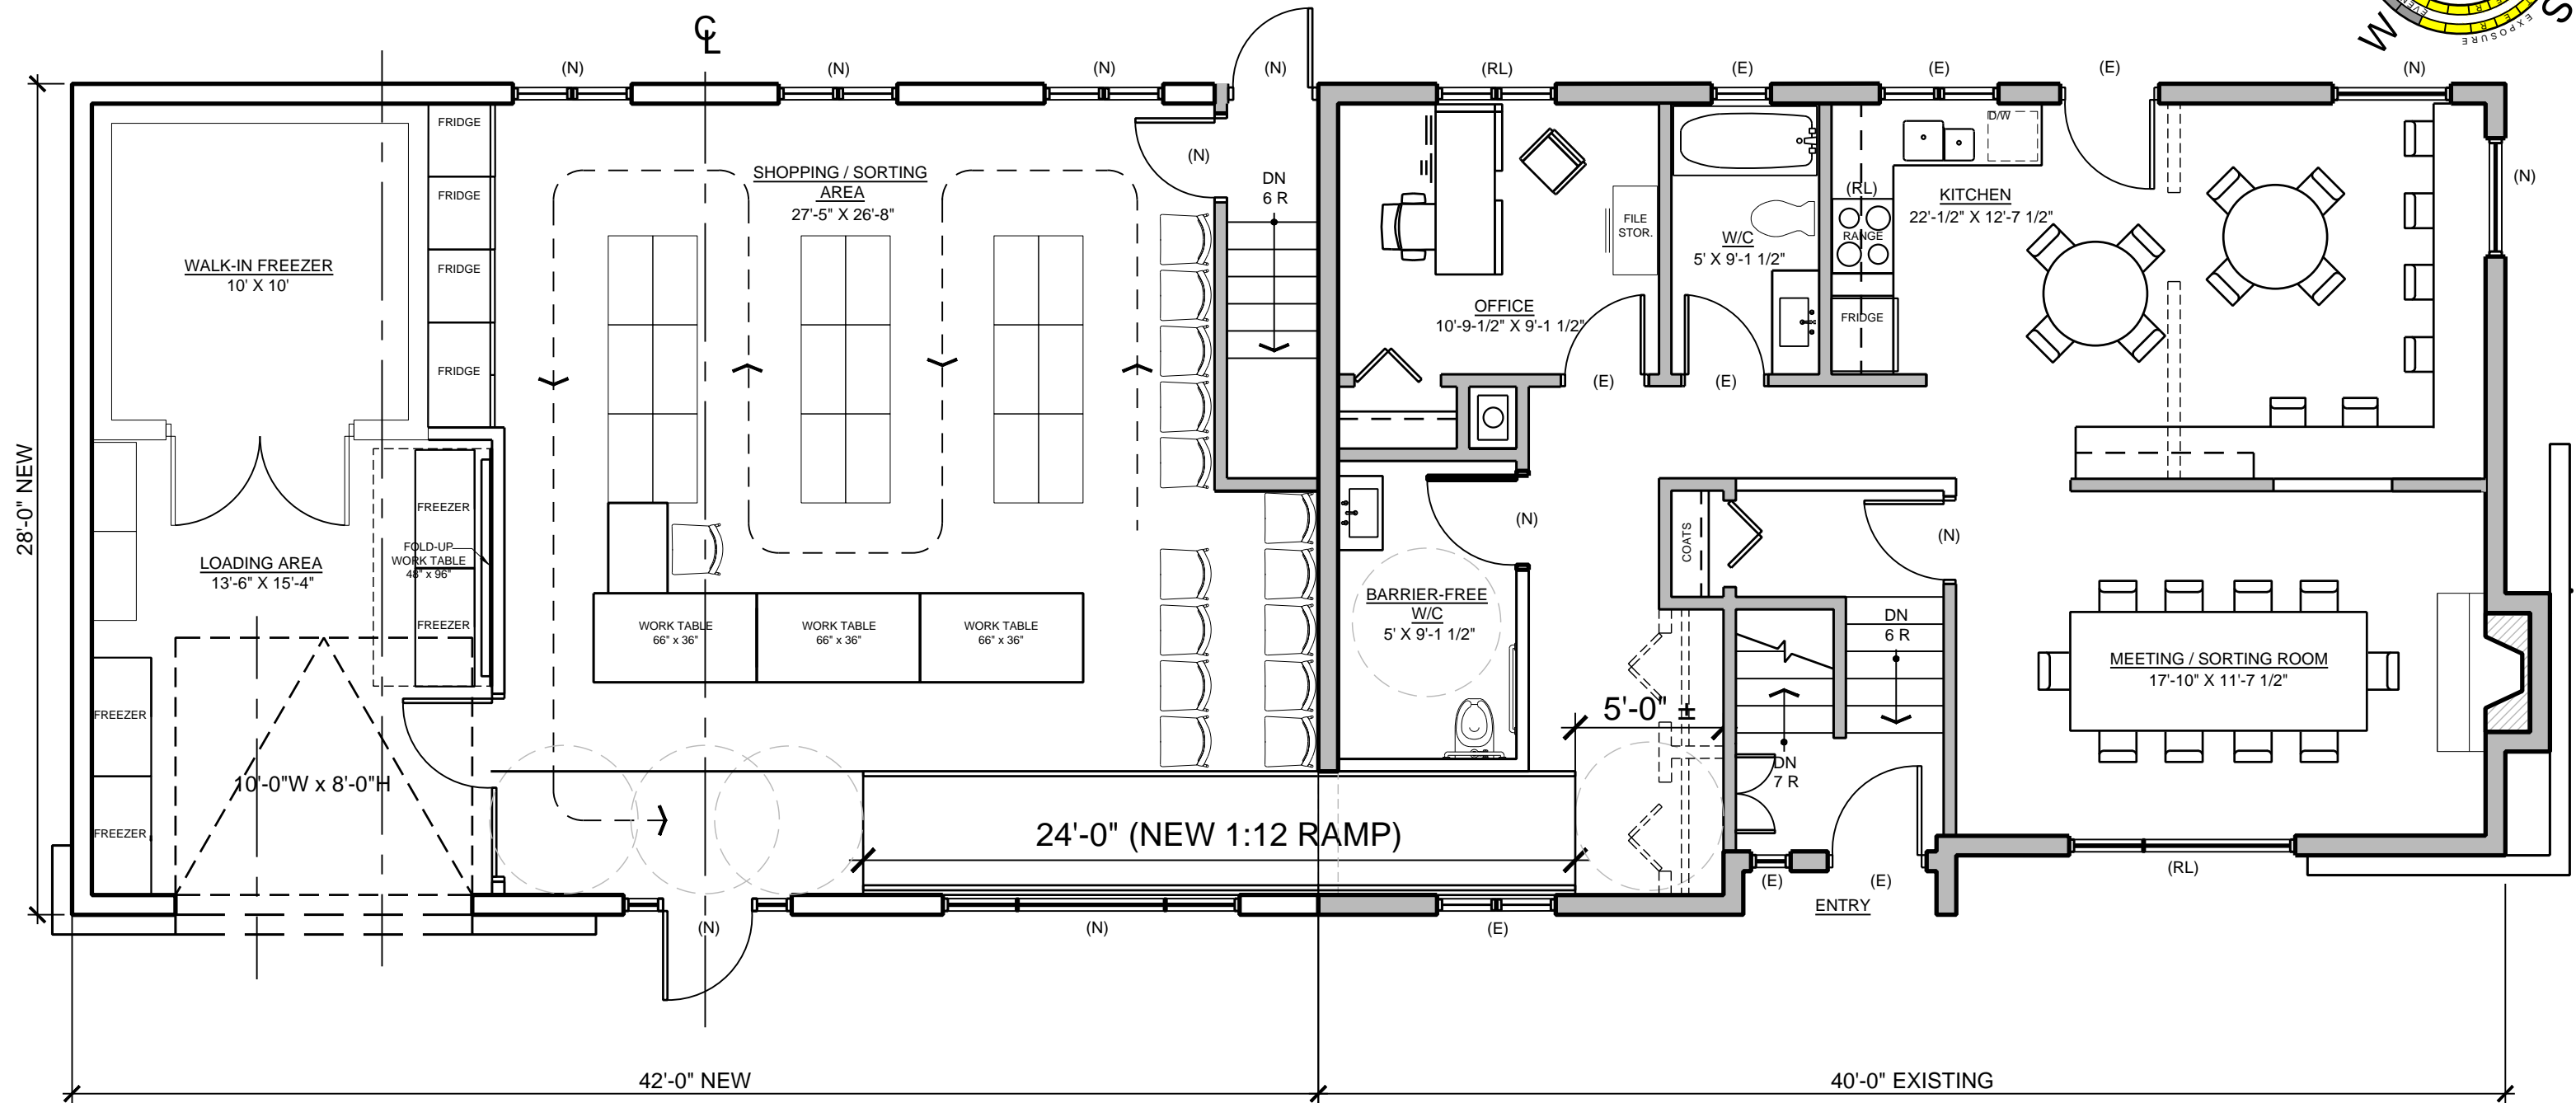 W
S
EXPOSURE
℄
(N)
(N)
(N)
(N)
(RL)
(E)
(E)
(E)
(N)
FRIDGE
FRIDGE
FRIDGE
FRIDGE
(N)
(N)
SHOPPING / SORTING
AREA
27'-5" X 26'-8"
DN
6 R
WALK-IN FREEZER
10' X 10'
FILE
STOR.
OFFICE
10'-9-1/2" X 9'-1 1/2"
W/C
5' X 9'-1 1/2"
D/W
(RL)
RANGE
FRIDGE
KITCHEN
22'-1/2" X 12'-7 1/2"
(E)
(E)
28'-0" NEW
FREEZER
FOLD-UP
WORK TABLE
48" x 96"
FREEZER
LOADING AREA
13'-6" X 15'-4"
(N)
COATS
(N)
BARRIER-FREE
W/C
5' X 9'-1 1/2"
WORK TABLE
66" x 36"
WORK TABLE
66" x 36"
WORK TABLE
66" x 36"
DN
6 R
MEETING / SORTING ROOM
17'-10" X 11'-7 1/2"
5'-0" ±
FREEZER
FREEZER
10'-0"W x 8'-0"H
DN
7 R
24'-0" (NEW 1:12 RAMP)
(N)
(N)
(E)
(E)
(E)
(RL)
ENTRY
42'-0" NEW
40'-0" EXISTING